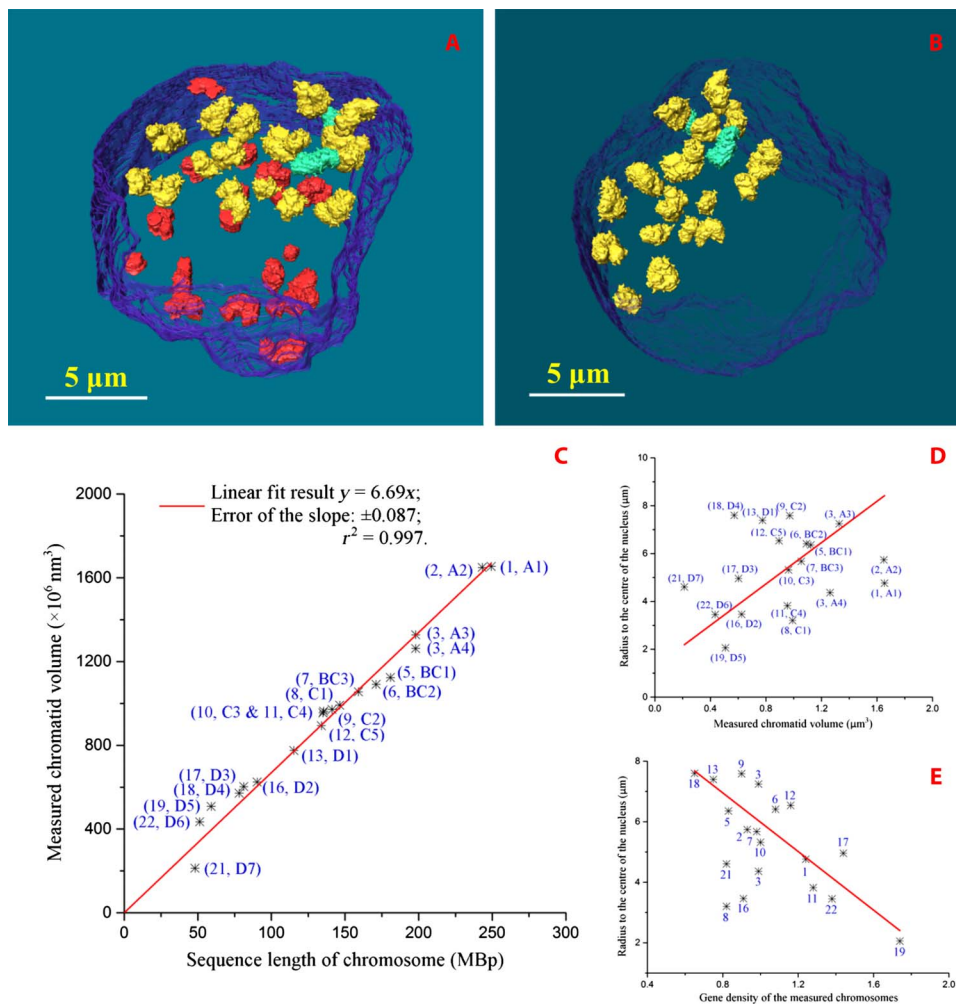 A
B
5 μm
5 μm
C
Linear fit result y = 6.69x;
Error of the slope: ±0.087;
r² = 0.997.
2000
1600
1200
800
400
0
Measured chromatid volume (×10⁶ nm³)
(2, A2)
(1, A1)
(3, A3)
(3, A4)
(7, BC3)
(5, BC1)
(8, C1)
(6, BC2)
(10, C3 & 11, C4)
(9, C2)
(12, C5)
(13, D1)
(17, D3)
(16, D2)
(18, D4)
(19, D5)
(22, D6)
(21, D7)
0 50 100 150 200 250 300
Sequence length of chromosome (MBp)
D
10
8
6
4
2
0
Radius to the centre of the nucleus (μm)
(18, D4)
(13, D1)
(9, C2)
(3, A3)
(12, C5)
(6, BC2)
(5, BC1)
(2, A2)
(7, BC3)
(17, D3)
(10, C3)
(21, D7)
(1, A1)
(3, A4)
(22, D6)
(11, C4)
(16, D2)
(8, C1)
(19, D5)
0.0 0.4 0.8 1.2 1.6 2.0
Measured chromatid volume (μm³)
E
8
6
4
2
Radius to the centre of the nucleus (μm)
18
13
9
3
6
12
5
2
7
10
17
21
3
1
8
16
11
22
19
0.4 0.8 1.2 1.6 2.0
Gene density of the measured chromosomes